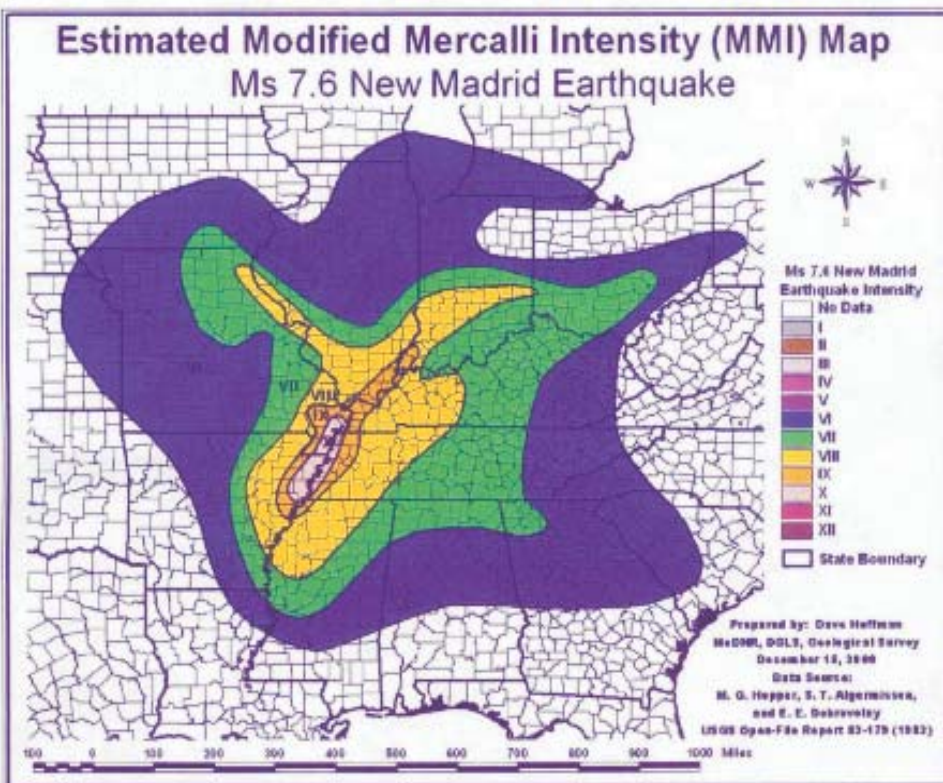 Estimated Modified Mercalli Intensity (MMI) Map
Ms 7.6 New Madrid Earthquake
N
W E
S
Ms 7.6 New Madrid
Earthquake Intensity
No Data
I
II
III
IV
V
VI
VII
VIII
IX
X
XI
XII
State Boundary
VI
VII
VIII
IX
Prepared by: Dave Hoffman
MoDNR, DGLS, Geological Survey
December 15, 2000
Data Source:
M. G. Hopper, S. T. Algermissen,
and E. E. Dobrovolny
USGS Open-File Report 83-179 (1983)
100 0 100 200 300 400 500 600 700 800 900 1000 Miles